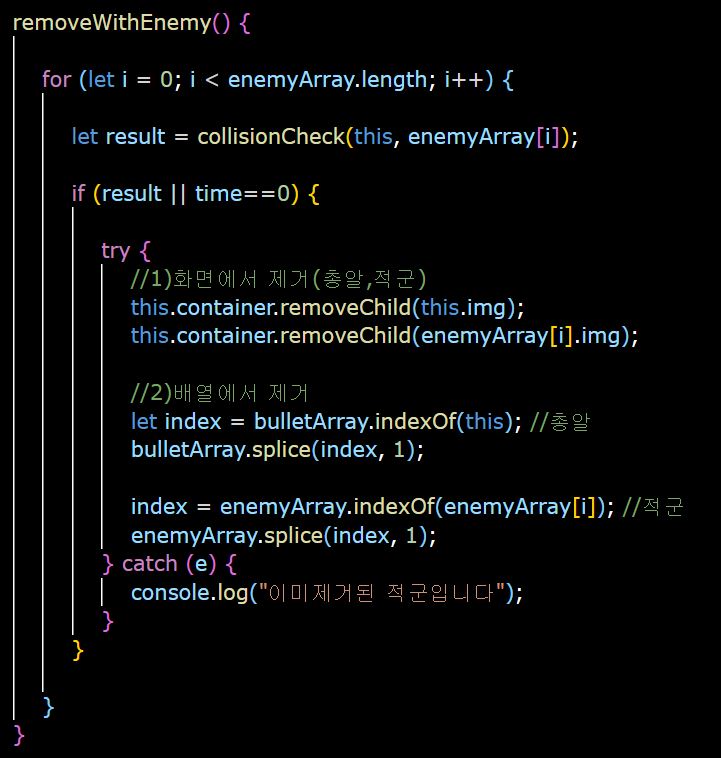 removeWithEnemy() {
for (let i = 0; i < enemyArray.length; i++) {
let result = collisionCheck(this, enemyArray[i]);
if (result || time==0) {
try {
//1)화면에서 제거(총알,적군)
this.container.removeChild(this.img);
this.container.removeChild(enemyArray[i].img);
//2)배열에서 제거
let index = bulletArray.indexOf(this); //총알
bulletArray.splice(index, 1);
index = enemyArray.indexOf(enemyArray[i]); //적군
enemyArray.splice(index, 1);
} catch (e) {
console.log("이미제거된 적군입니다");
}
}
}
}